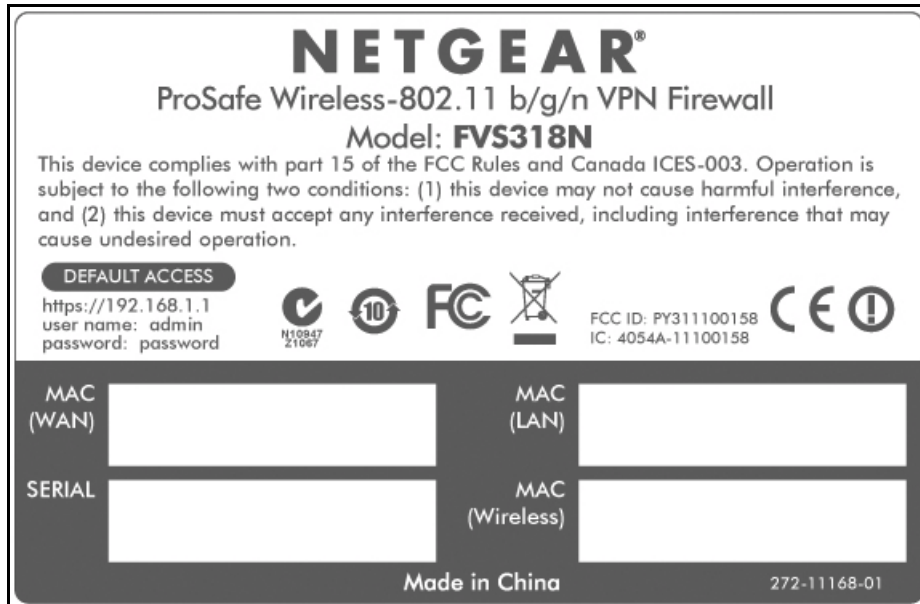 NETGEAR®
ProSafe Wireless-802.11 b/g/n VPN Firewall
Model: FVS318N
This device complies with part 15 of the FCC Rules and Canada ICES-003. Operation is
subject to the following two conditions: (1) this device may not cause harmful interference,
and (2) this device must accept any interference received, including interference that may
cause undesired operation.
DEFAULT ACCESS
https://192.168.1.1
user name: admin
password: password
N10947
Z1067
10
FC
FCC ID: PY311100158
IC: 4054A-11100158
CE
MAC
(WAN)
MAC
(LAN)
SERIAL
MAC
(Wireless)
Made in China
272-11168-01